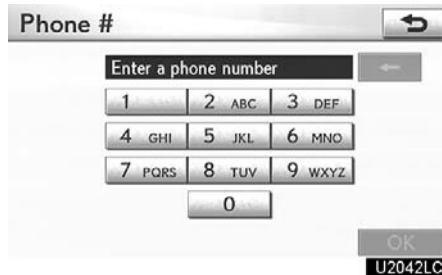 Phone #
Enter a phone number
1 2 ABC 3 DEF
4 GHI 5 JKL 6 MNO
7 PQRS 8 TUV 9 WXYZ
0
OK
U2042LC